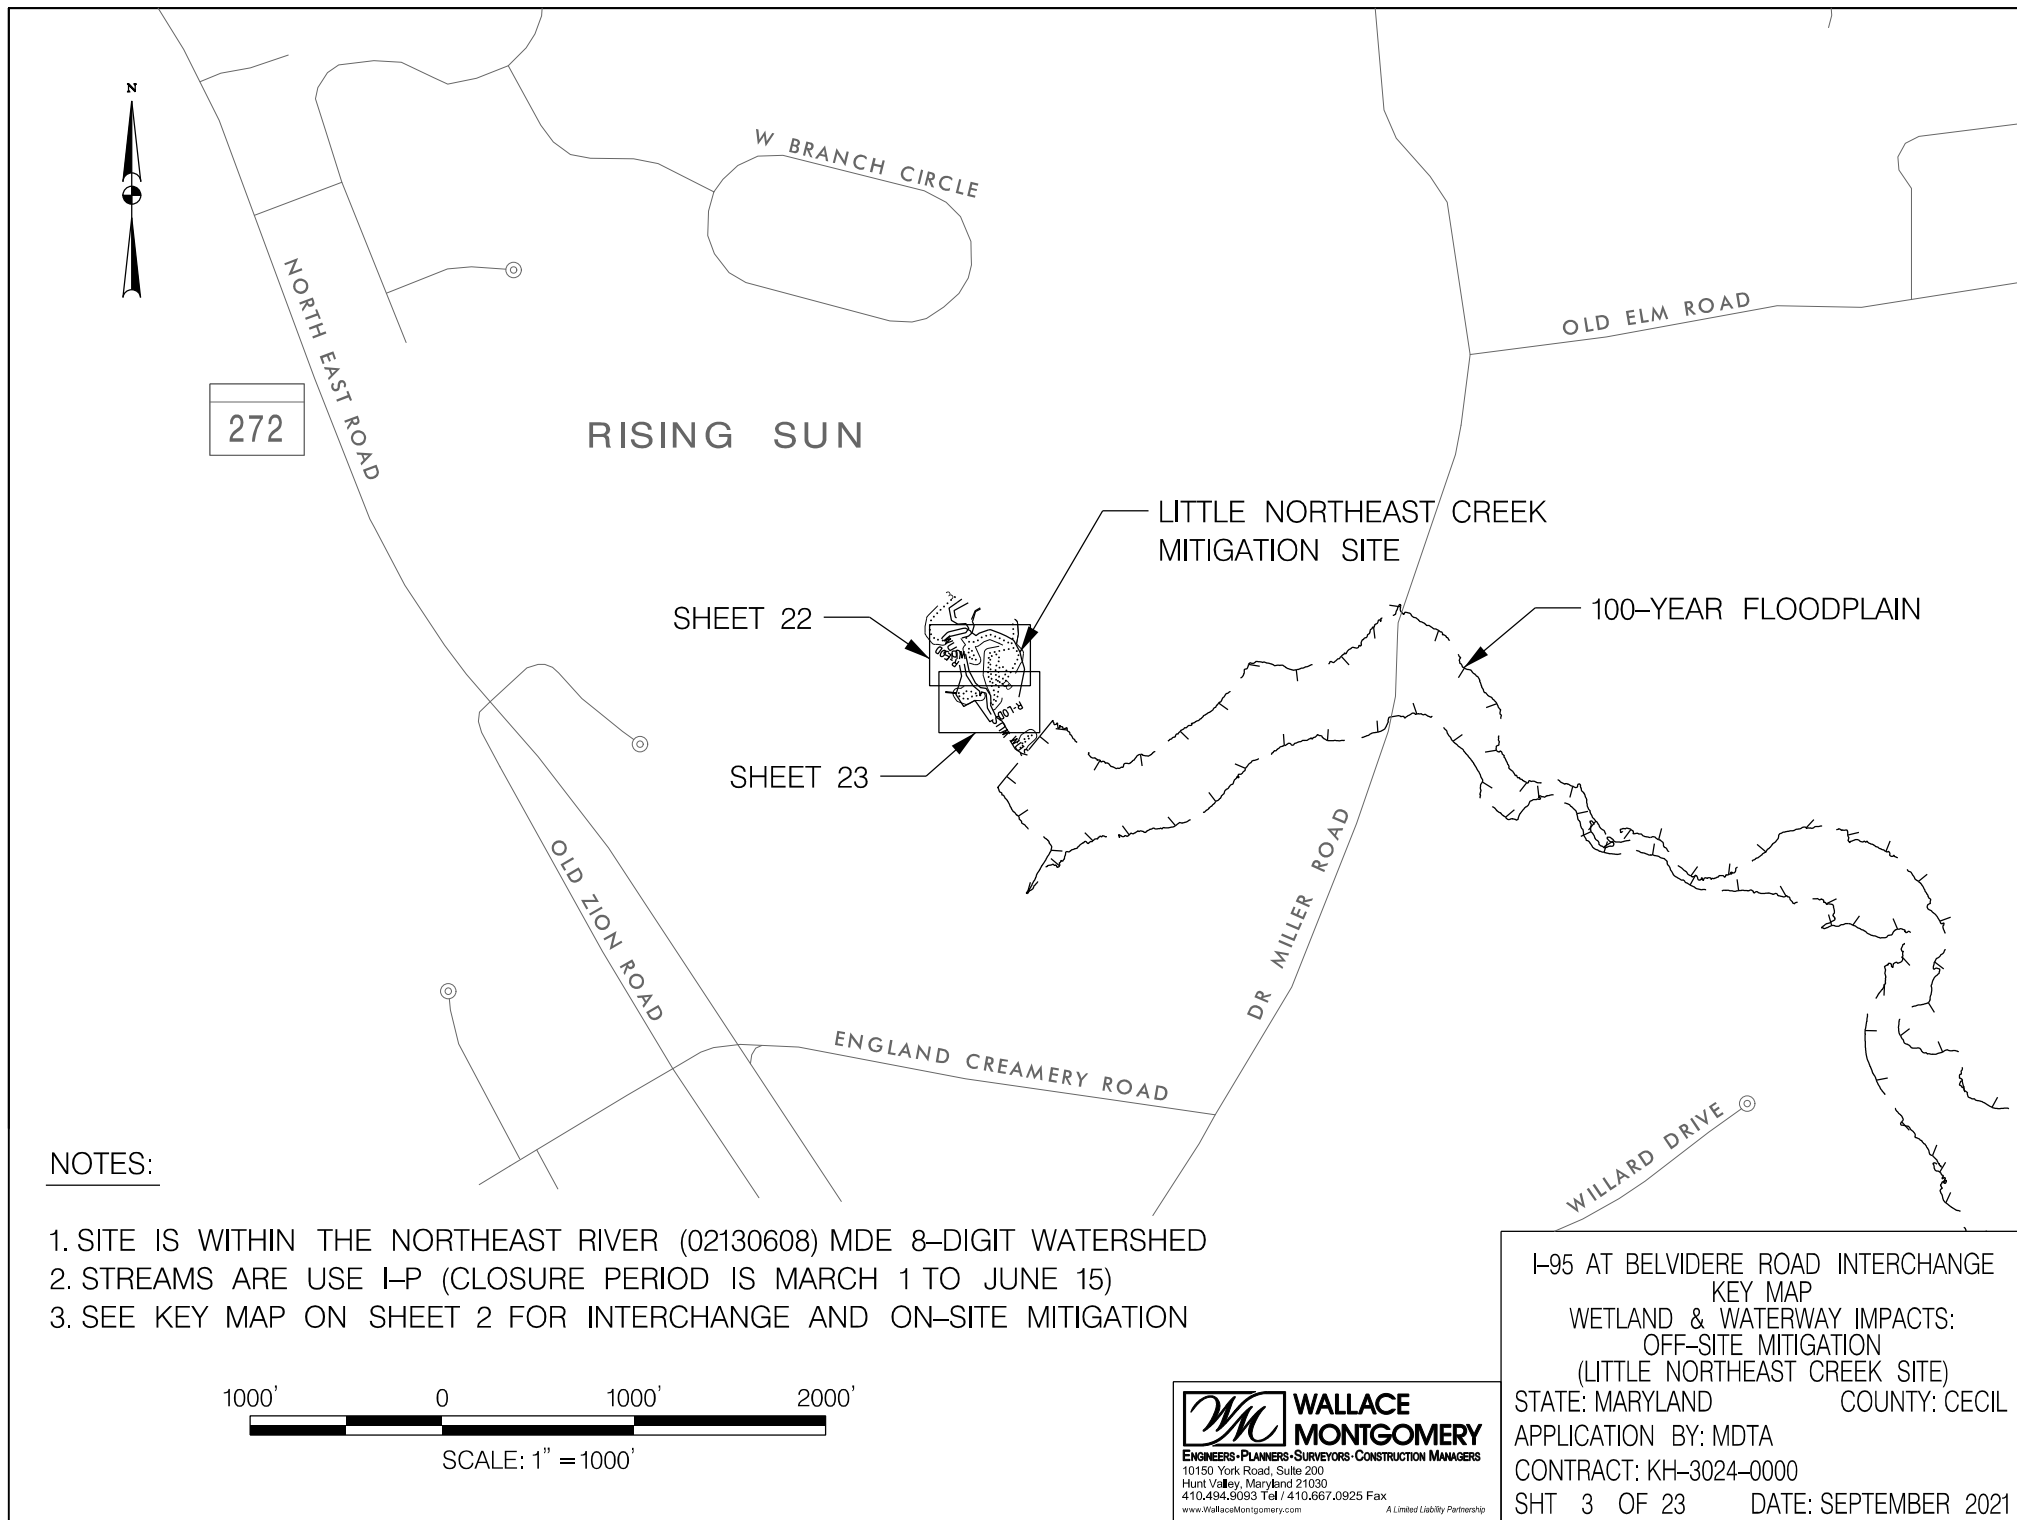 N
W BRANCH CIRCLE
NORTH EAST ROAD
OLD ELM ROAD
272
RISING SUN
LITTLE NORTHEAST CREEK
MITIGATION SITE
SHEET 22
100-YEAR FLOODPLAIN
SHEET 23
OLD ZION ROAD
DR MILLER ROAD
ENGLAND CREAMERY ROAD
WILLARD DRIVE
NOTES:
1. SITE IS WITHIN THE NORTHEAST RIVER (02130608) MDE 8-DIGIT WATERSHED
2. STREAMS ARE USE I-P (CLOSURE PERIOD IS MARCH 1 TO JUNE 15)
3. SEE KEY MAP ON SHEET 2 FOR INTERCHANGE AND ON-SITE MITIGATION
1000' 0 1000' 2000'
SCALE: 1" = 1000'
WM
WALLACE
MONTGOMERY
ENGINEERS•PLANNERS•SURVEYORS•CONSTRUCTION MANAGERS
10150 York Road, Suite 200
Hunt Valley, Maryland 21030
410.494.9093 Tel / 410.667.0925 Fax
www.WallaceMontgomery.com A Limited Liability Partnership
I-95 AT BELVIDERE ROAD INTERCHANGE
KEY MAP
WETLAND & WATERWAY IMPACTS:
OFF-SITE MITIGATION
(LITTLE NORTHEAST CREEK SITE)
STATE: MARYLAND COUNTY: CECIL
APPLICATION BY: MDTA
CONTRACT: KH-3024-0000
SHT 3 OF 23 DATE: SEPTEMBER 2021